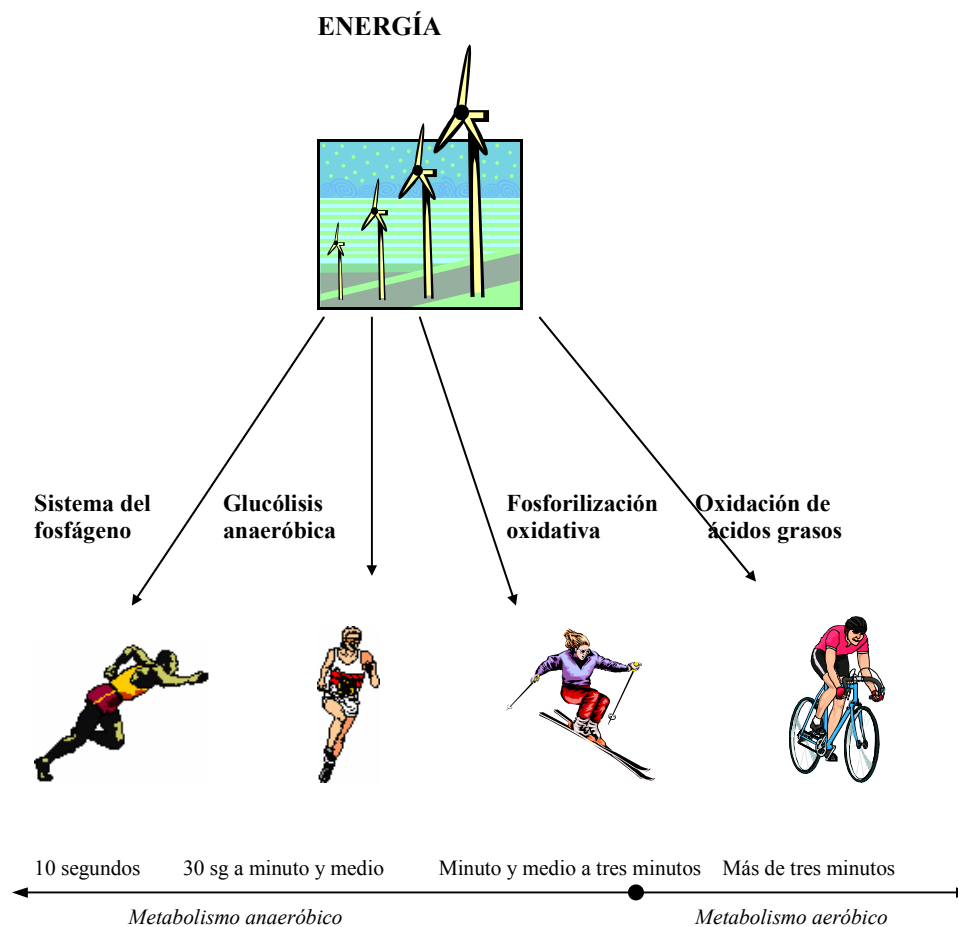 ENERGÍA
Sistema del
fosfágeno
Glucólisis
anaeróbica
Fosforilización
oxidativa
Oxidación de
ácidos grasos
10 segundos
30 sg a minuto y medio
Minuto y medio a tres minutos
Más de tres minutos
Metabolismo anaeróbico
Metabolismo aeróbico